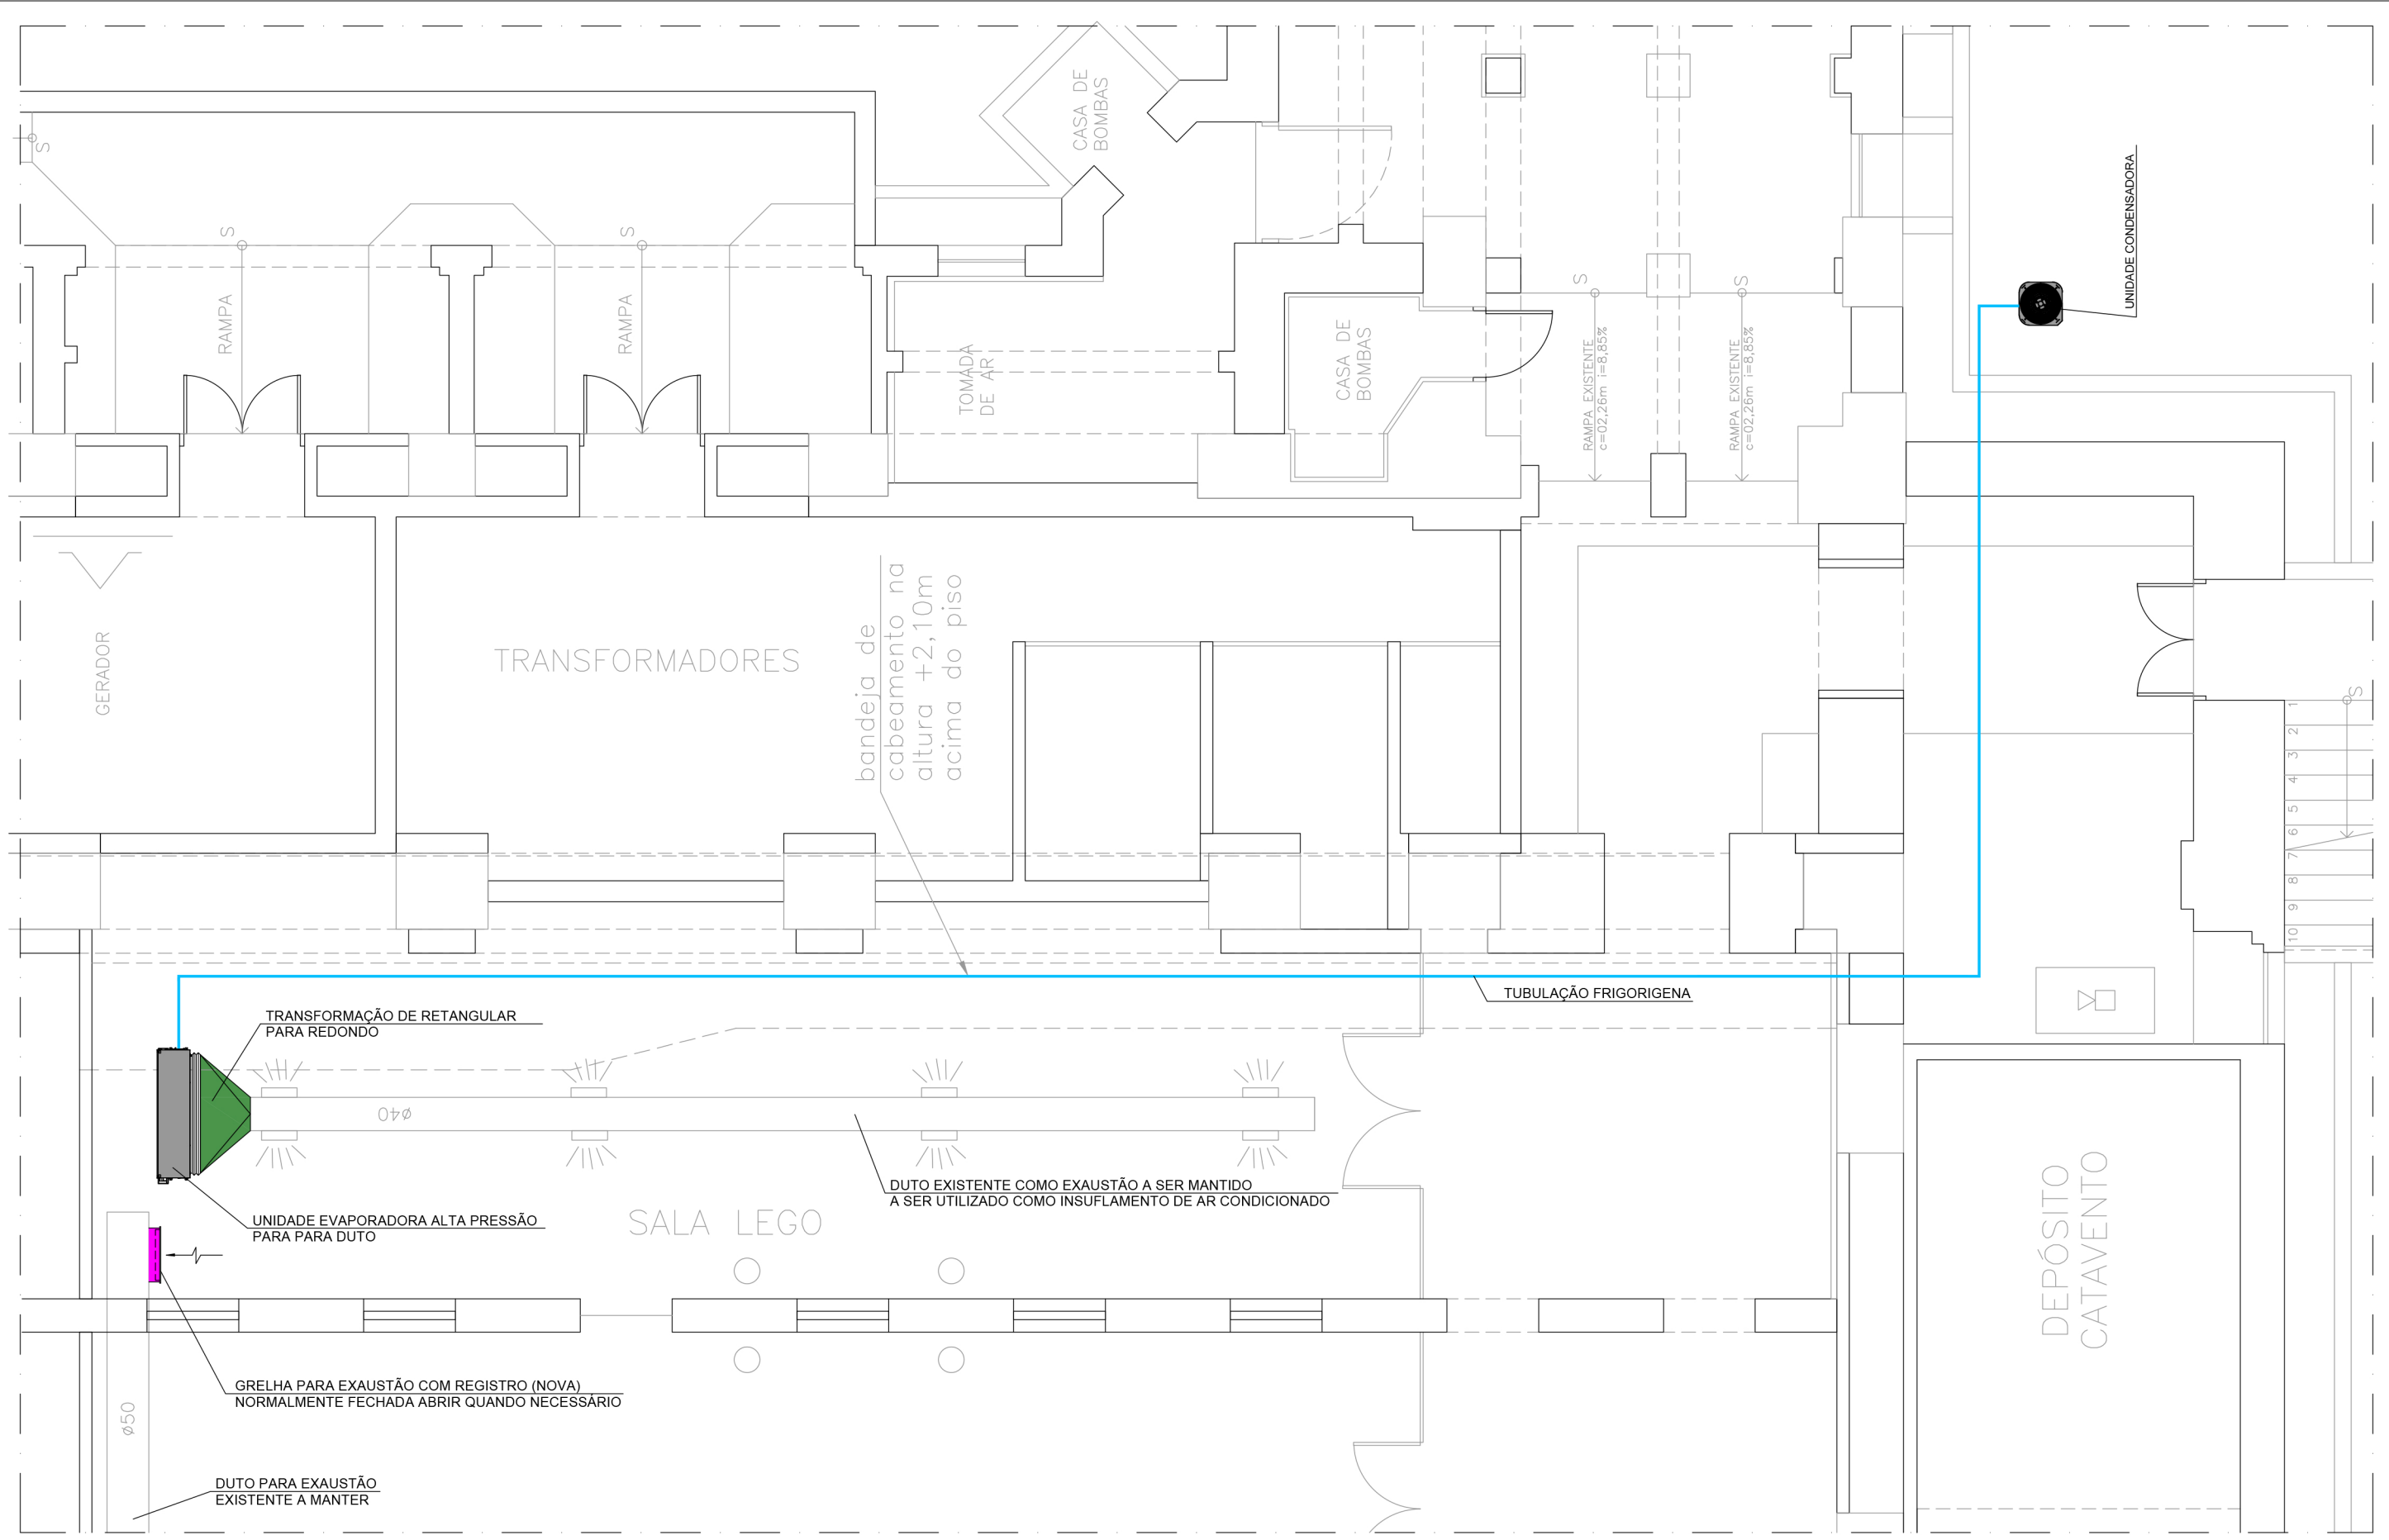 CASA DE
BOMBAS
S
S
S
RAMPA
RAMPA
TOMADA
DE AR
CASA DE
BOMBAS
S
S
RAMPA EXISTENTE
c=02,26m i=8,85%
RAMPA EXISTENTE
c=02,26m i=8,85%
UNIDADE CONDENSADORA
GERADOR
TRANSFORMADORES
bandeja de
cabeamento na
altura +2,10m
acima do piso
S
1
2
3
4
5
6
7
8
9
10
TUBULAÇÃO FRIGORIGENA
TRANSFORMAÇÃO DE RETANGULAR
PARA REDONDO
ø40
DUTO EXISTENTE COMO EXAUSTÃO A SER MANTIDO
A SER UTILIZADO COMO INSUFLAMENTO DE AR CONDICIONADO
UNIDADE EVAPORADORA ALTA PRESSÃO
PARA PARA DUTO
SALA LEGO
DEPÓSITO
CATAVENTO
GRELHA PARA EXAUSTÃO COM REGISTRO (NOVA)
NORMALMENTE FECHADA ABRIR QUANDO NECESSÁRIO
ø50
DUTO PARA EXAUSTÃO
EXISTENTE A MANTER